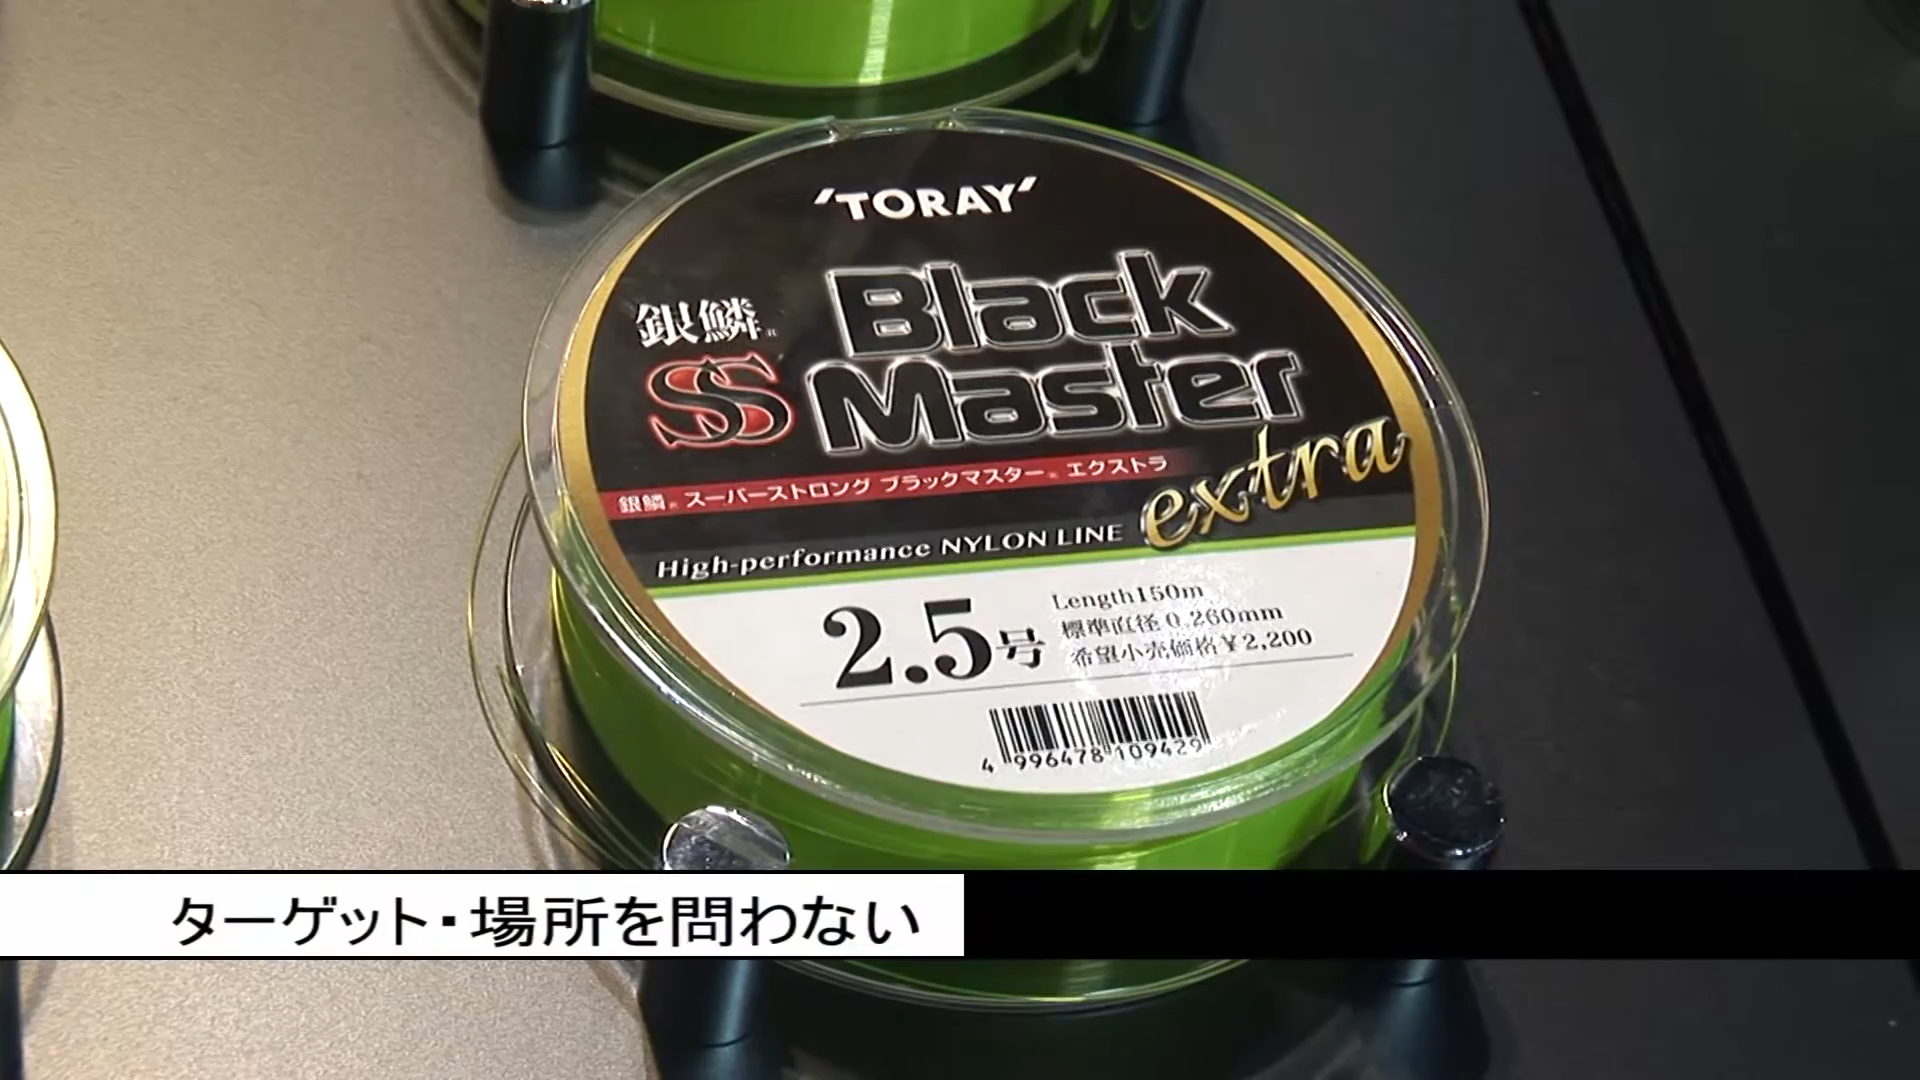 'TORAY'
銀鱗®
SS
Black
Master
extra
銀鱗® スーパーストロング ブラックマスター® エクストラ
High-performance NYLON LINE
2.5号
Length150m
標準直径 0.260mm
希望小売価格¥2,200
4 996478 109429
ターゲット・場所を問わない